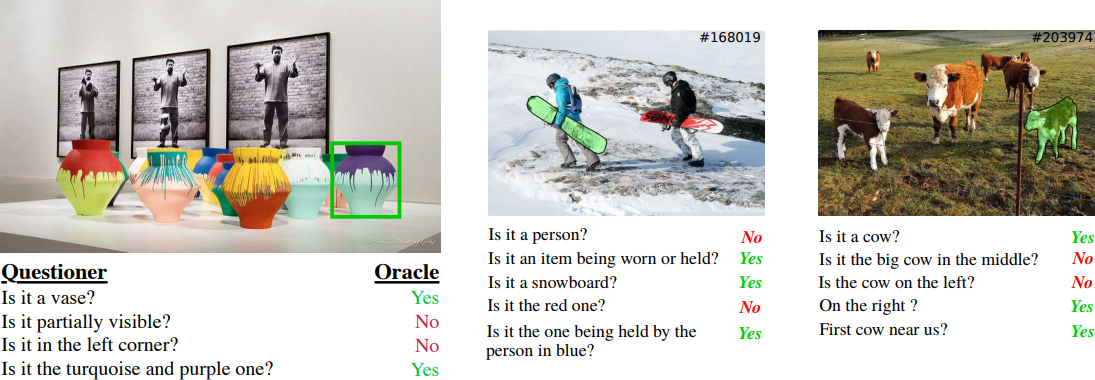 #168019
#203974
Questioner Oracle
Is it a vase? Yes
Is it partially visible? No
Is it in the left corner? No
Is it the turquoise and purple one? Yes
Is it a person? No
Is it an item being worn or held? Yes
Is it a snowboard? Yes
Is it the red one? No
Is it the one being held by the
person in blue? Yes
Is it a cow? Yes
Is it the big cow in the middle? No
Is the cow on the left? No
On the right ? Yes
First cow near us? Yes